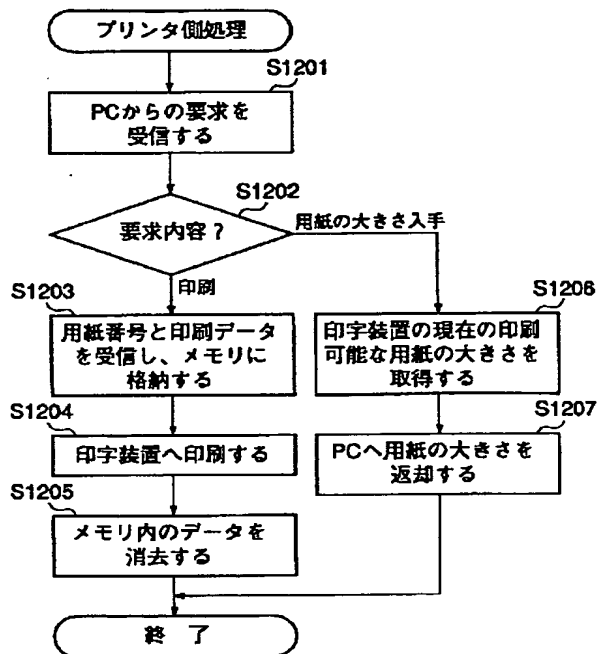 プリンタ側処理
S1201
PCからの要求を
受信する
S1202
要求内容？
用紙の大きさ入手
印刷
S1203
用紙番号と印刷データ
を受信し、メモリに
格納する
S1204
印字装置へ印刷する
S1205
メモリ内のデータを
消去する
S1206
印字装置の現在の印刷
可能な用紙の大きさを
取得する
S1207
PCへ用紙の大きさを
返却する
終 了